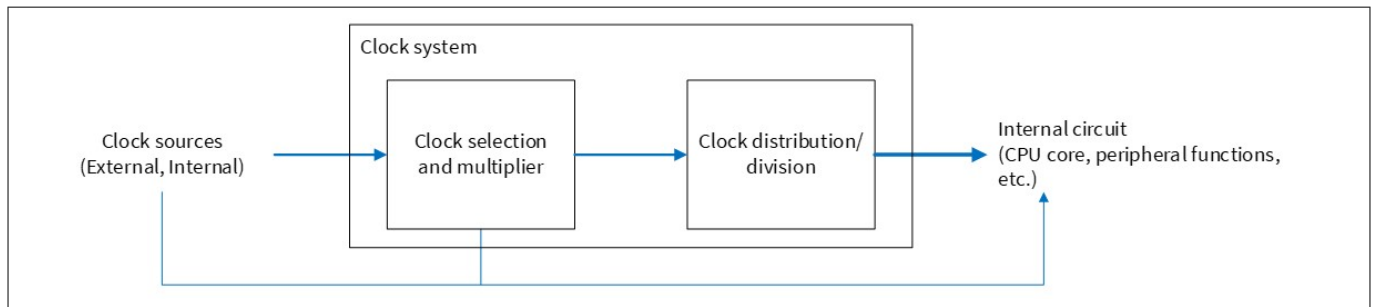 Clock system
Clock sources
(External, Internal)
Clock selection
and multiplier
Clock distribution/
division
Internal circuit
(CPU core, peripheral functions,
etc.)